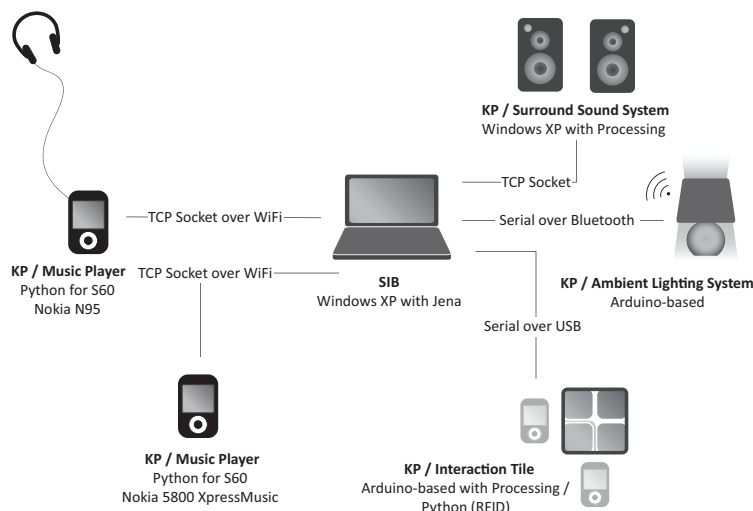 KP / Surround Sound System
Windows XP with Processing
TCP Socket
TCP Socket over WiFi
Serial over Bluetooth
KP / Music Player
Python for S60
Nokia N95
TCP Socket over WiFi
SIB
Windows XP with Jena
KP / Ambient Lighting System
Arduino-based
Serial over USB
KP / Music Player
Python for S60
Nokia 5800 XpressMusic
KP / Interaction Tile
Arduino-based with Processing /
Python (RFID)